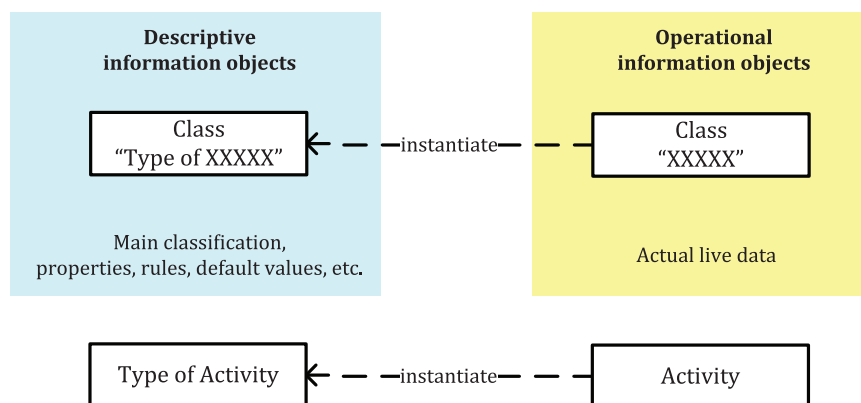 Descriptive
information objects
Operational
information objects
Class
“Type of XXXXX”
instantiate
Class
“XXXXX”
Main classification,
properties, rules, default values, etc.
Actual live data
Type of Activity
instantiate
Activity